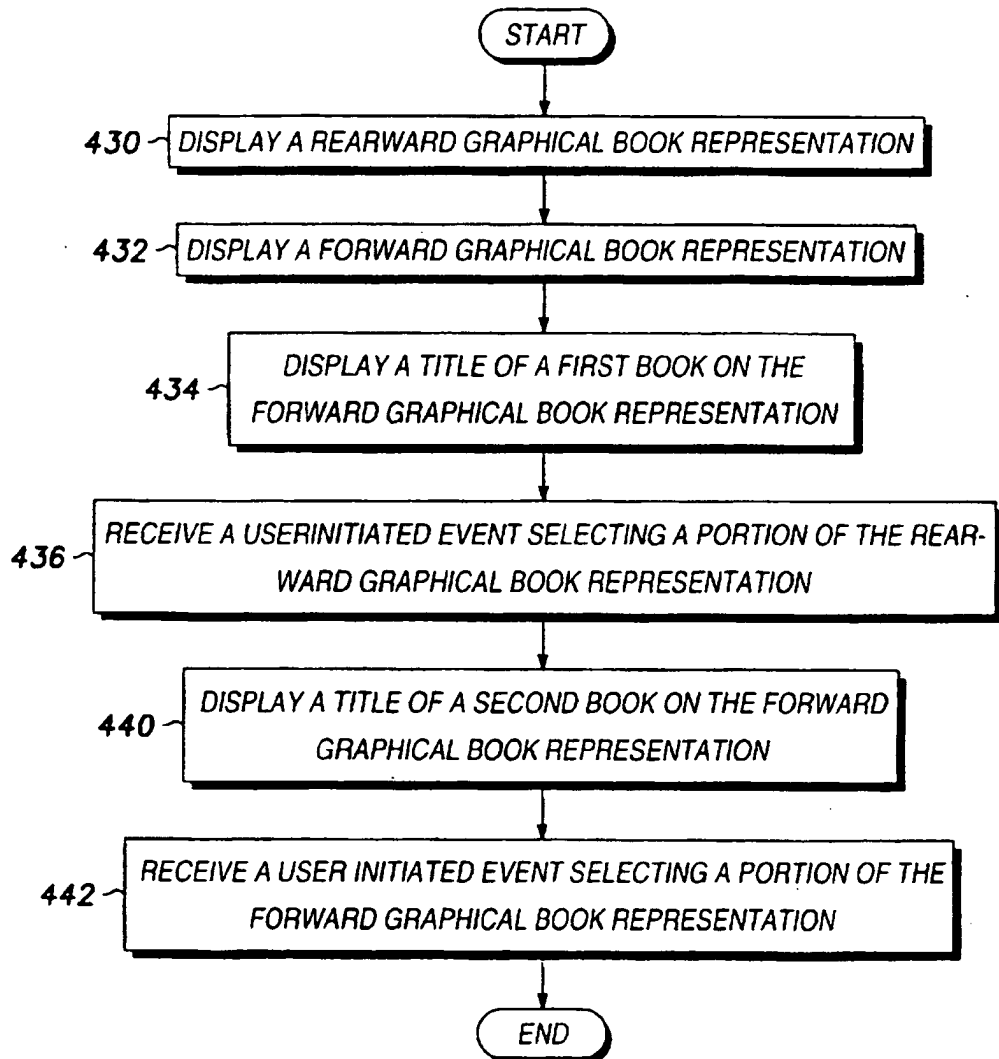 START
430 DISPLAY A REARWARD GRAPHICAL BOOK REPRESENTATION
432 DISPLAY A FORWARD GRAPHICAL BOOK REPRESENTATION
DISPLAY A TITLE OF A FIRST BOOK ON THE
434
FORWARD GRAPHICAL BOOK REPRESENTATION
RECEIVE A USERINITIATED EVENT SELECTING A PORTION OF THE REAR-
436
WARD GRAPHICAL BOOK REPRESENTATION
DISPLAY A TITLE OF A SECOND BOOK ON THE FORWARD
440
GRAPHICAL BOOK REPRESENTATION
RECEIVE A USER INITIATED EVENT SELECTING A PORTION OF THE
442
FORWARD GRAPHICAL BOOK REPRESENTATION
END